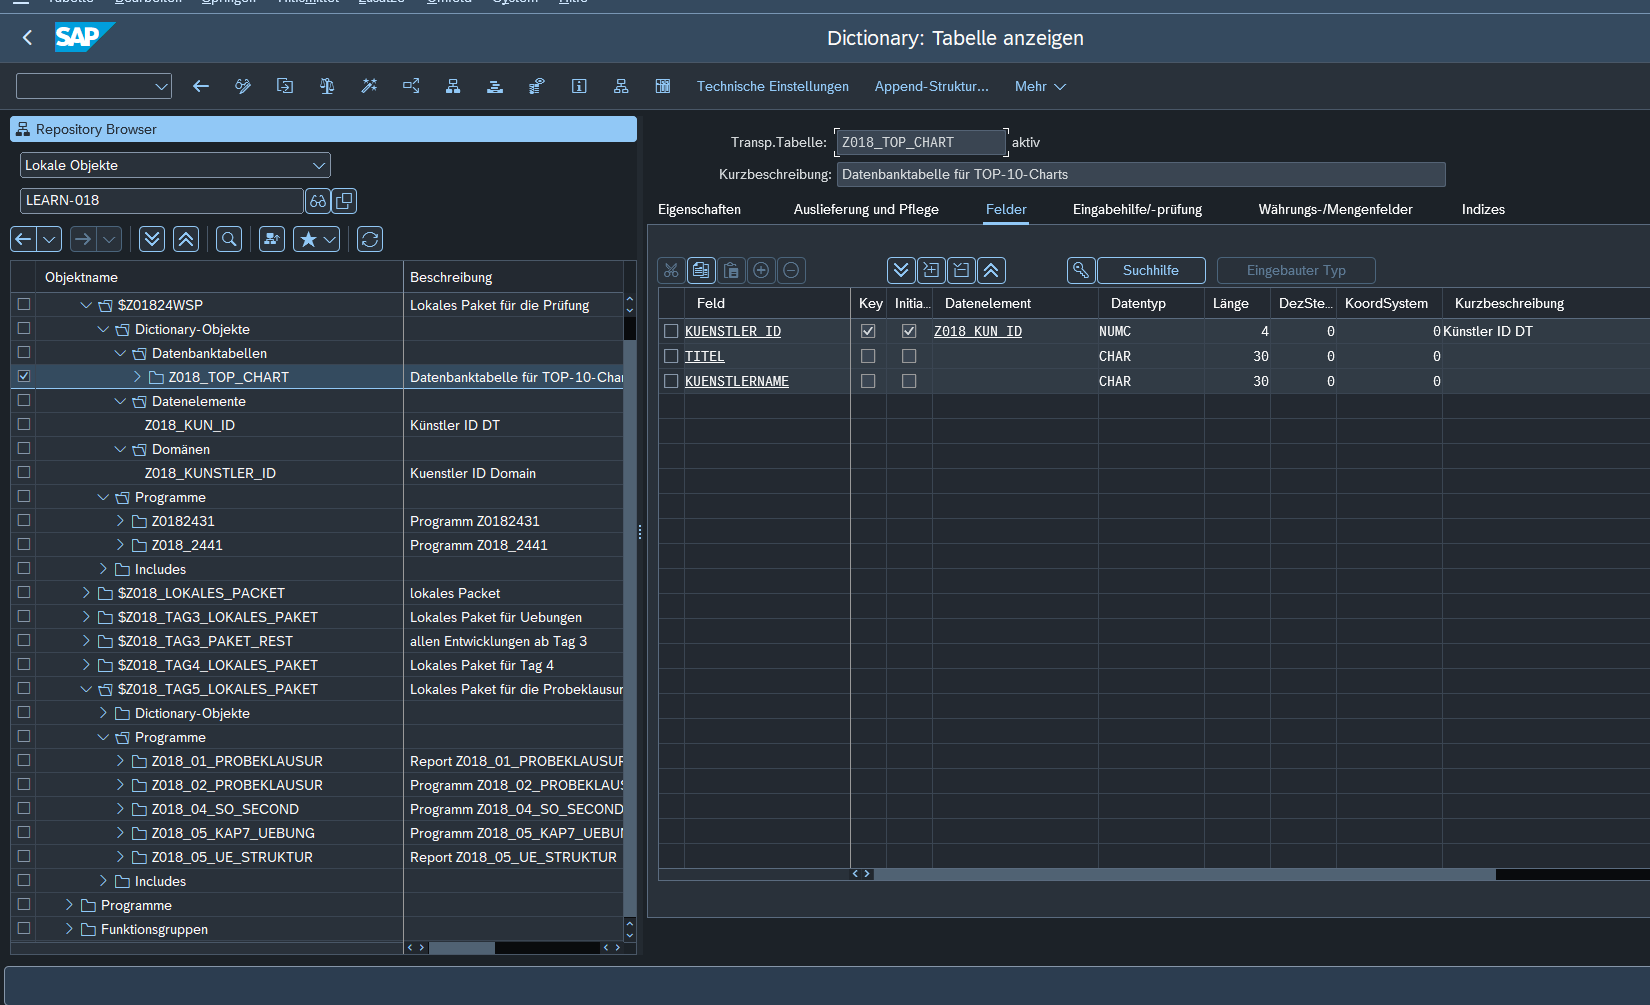 SAP
Dictionary: Tabelle anzeigen
Technische Einstellungen Append-Struktur... Mehr
Repository Browser
Lokale Objekte
LEARN-018
Objektname Beschreibung
$Z01824WSP Lokales Paket für die Prüfung
Dictionary-Objekte
Datenbanktabellen
Z018_TOP_CHART Datenbanktabelle für TOP-10-Char
Datenelemente
Z018_KUN_ID Künstler ID DT
Domänen
Z018_KUNSTLER_ID Kuenstler ID Domain
Programme
Z0182431 Programm Z0182431
Z018_2441 Programm Z018_2441
Includes
$Z018_LOKALES_PACKET lokales Packet
$Z018_TAG3_LOKALES_PAKET Lokales Paket für Uebungen
$Z018_TAG3_PAKET_REST allen Entwicklungen ab Tag 3
$Z018_TAG4_LOKALES_PAKET Lokales Paket für Tag 4
$Z018_TAG5_LOKALES_PAKET Lokales Paket für die Probeklausur
Dictionary-Objekte
Programme
Z018_01_PROBEKLAUSUR Report Z018_01_PROBEKLAUSUR
Z018_02_PROBEKLAUSUR Programm Z018_02_PROBEKLAUS
Z018_04_SO_SECOND Programm Z018_04_SO_SECOND
Z018_05_KAP7_UEBUNG Programm Z018_05_KAP7_UEBUN
Z018_05_UE_STRUKTUR Report Z018_05_UE_STRUKTUR
Includes
Programme
Funktionsgruppen
Transp.Tabelle: Z018_TOP_CHART aktiv
Kurzbeschreibung: Datenbanktabelle für TOP-10-Charts
Eigenschaften Auslieferung und Pflege Felder Eingabehilfe/-prüfung Währungs-/Mengenfelder Indizes
Suchhilfe Eingebauter Typ
Feld Key Initia... Datenelement Datentyp Länge DezSte... KoordSystem Kurzbeschreibung
KUENSTLER_ID Z018_KUN_ID NUMC 4 0 0 Künstler ID DT
TITEL CHAR 30 0 0
KUENSTLERNAME CHAR 30 0 0